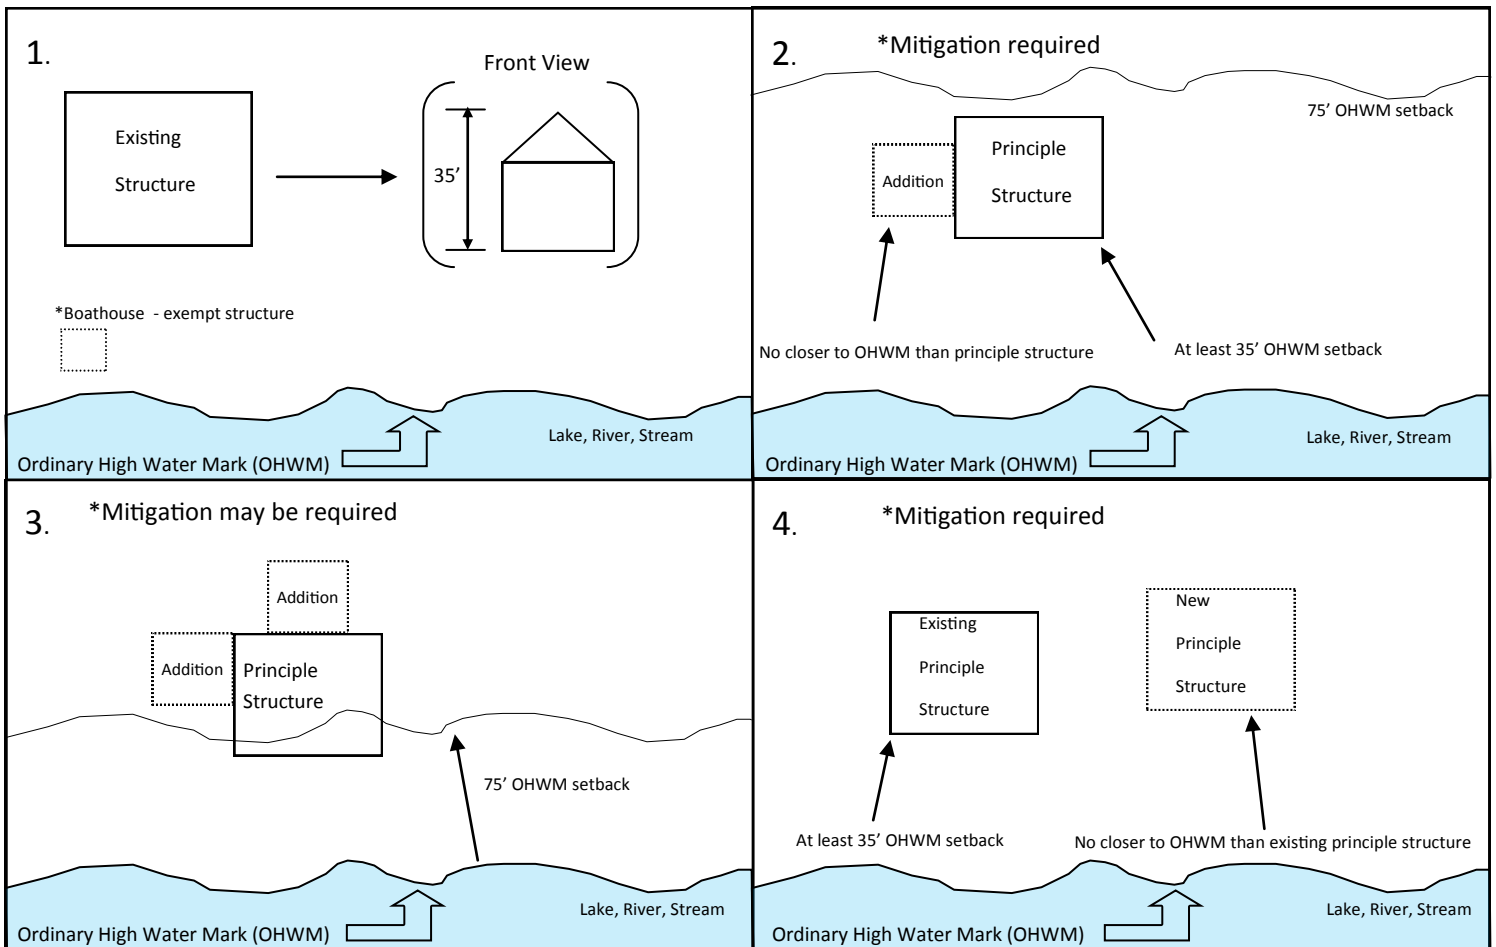 1.
Front View
Existing
Structure
35’
*Boathouse - exempt structure
Lake, River, Stream
Ordinary High Water Mark (OHWM)
2.
*Mitigation required
75’ OHWM setback
Principle
Structure
Addition
No closer to OHWM than principle structure
At least 35’ OHWM setback
Lake, River, Stream
Ordinary High Water Mark (OHWM)
3.
*Mitigation may be required
Addition
Addition
Principle
Structure
75’ OHWM setback
Lake, River, Stream
Ordinary High Water Mark (OHWM)
4.
*Mitigation required
Existing
Principle
Structure
New
Principle
Structure
At least 35’ OHWM setback
No closer to OHWM than existing principle structure
Lake, River, Stream
Ordinary High Water Mark (OHWM)